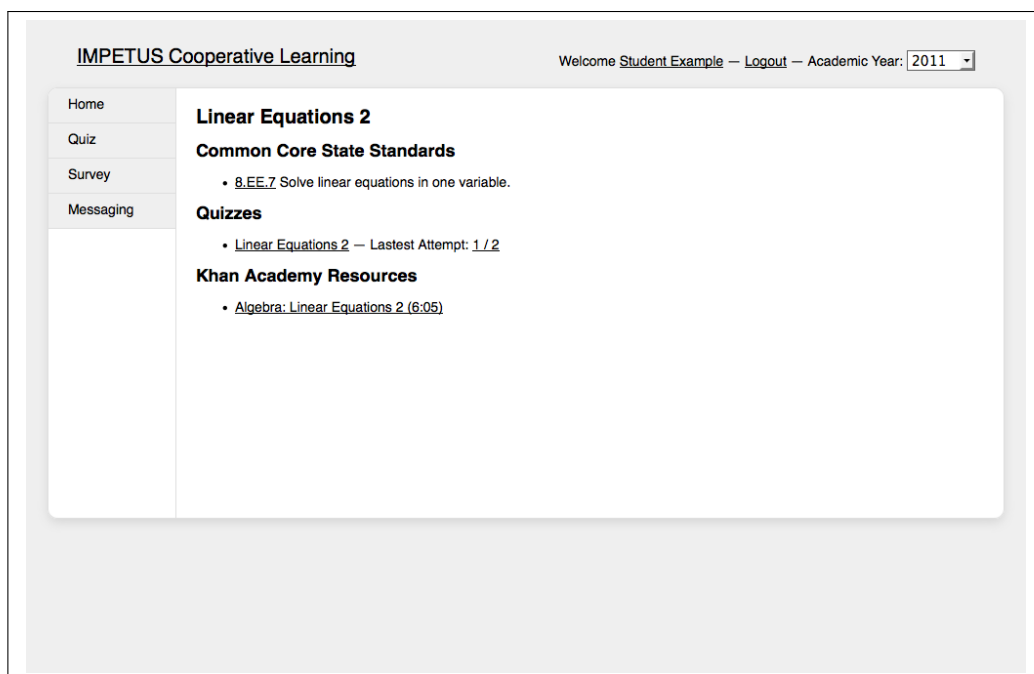 IMPETUS Cooperative Learning
Welcome Student Example — Logout — Academic Year: 2011
Home
Quiz
Survey
Messaging
Linear Equations 2
Common Core State Standards
• 8.EE.7 Solve linear equations in one variable.
Quizzes
• Linear Equations 2 — Lastest Attempt: 1 / 2
Khan Academy Resources
• Algebra: Linear Equations 2 (6:05)